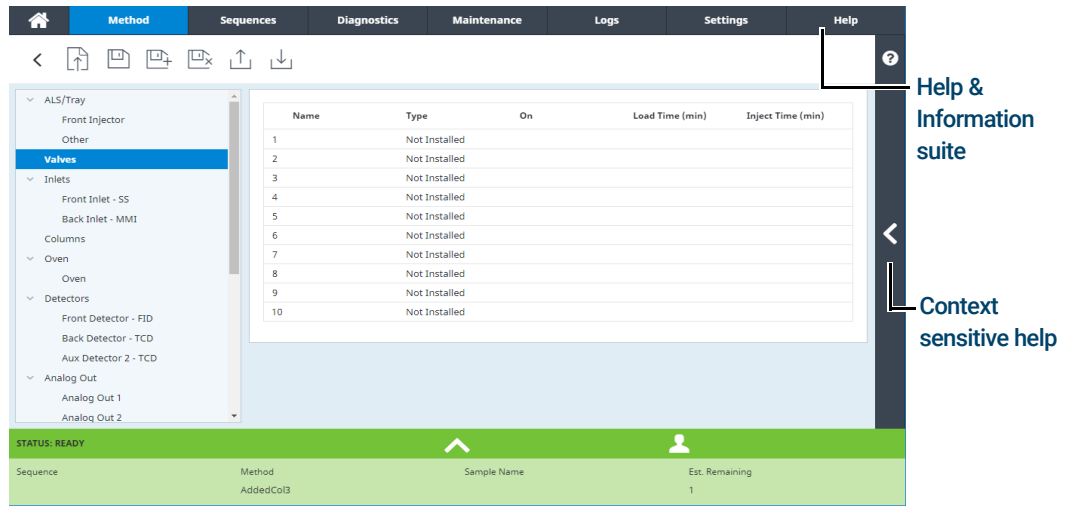 Method Sequences Diagnostics Maintenance Logs Settings Help
?
Help &
Information
suite
ALS/Tray
Front Injector
Other
Valves
Inlets
Front Inlet - SS
Back Inlet - MMI
Columns
Oven
Oven
Detectors
Front Detector - FID
Back Detector - TCD
Aux Detector 2 - TCD
Analog Out
Analog Out 1
Analog Out 2
Name Type On Load Time (min) Inject Time (min)
1 Not Installed
2 Not Installed
3 Not Installed
4 Not Installed
5 Not Installed
6 Not Installed
7 Not Installed
8 Not Installed
9 Not Installed
10 Not Installed
Context
sensitive help
STATUS: READY
Sequence Method Sample Name Est. Remaining
AddedCol3 1